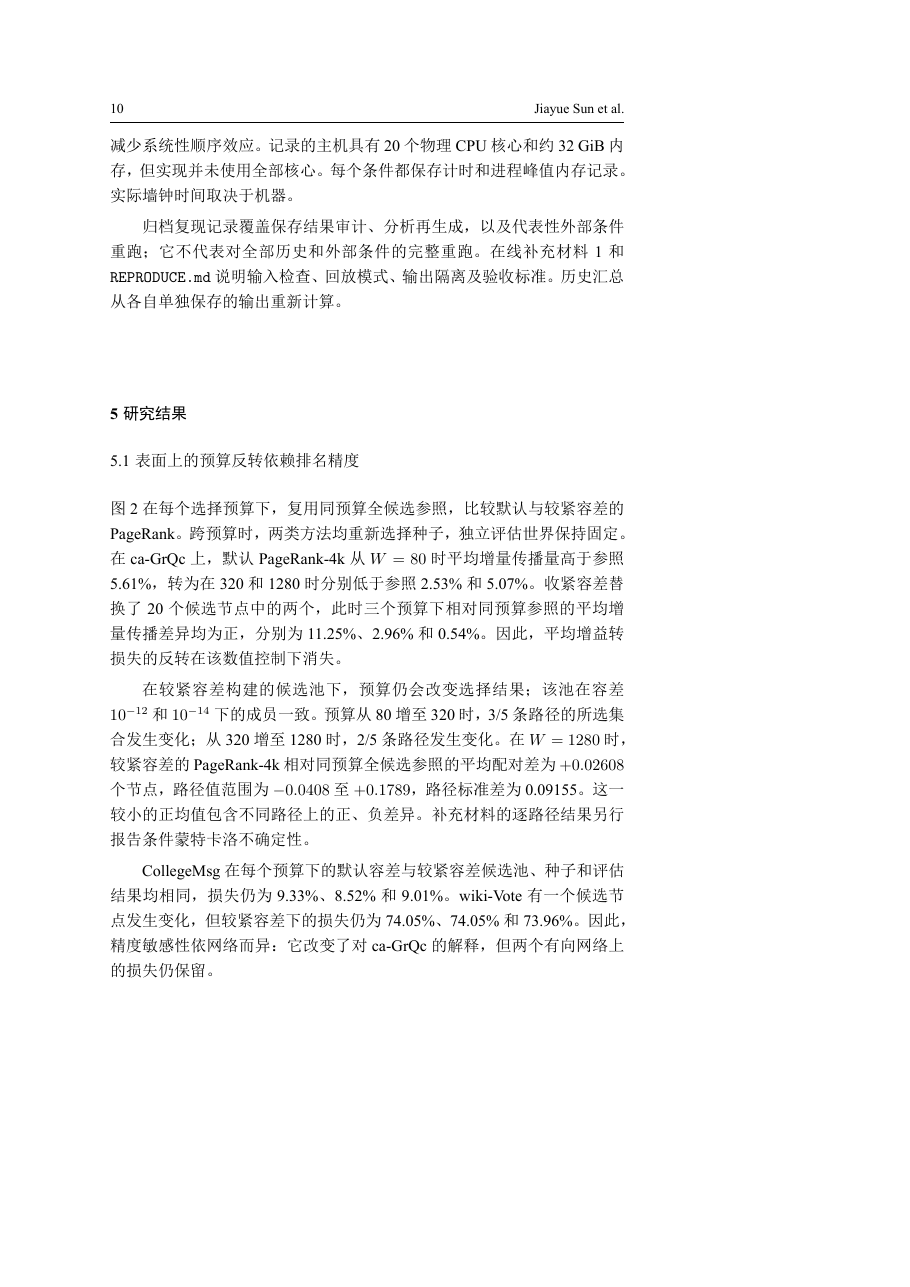 10 Jiayue Sun et al.
减少系统性顺序效应。记录的主机具有 20 个物理 CPU 核心和约 32 GiB 内
存，但实现并未使用全部核心。每个条件都保存计时和进程峰值内存记录。
实际墙钟时间取决于机器。
归档复现记录覆盖保存结果审计、分析再生成，以及代表性外部条件
重跑；它不代表对全部历史和外部条件的完整重跑。在线补充材料 1 和
REPRODUCE.md 说明输入检查、回放模式、输出隔离及验收标准。历史汇总
从各自单独保存的输出重新计算。
5 研究结果
5.1 表面上的预算反转依赖排名精度
图 2 在每个选择预算下，复用同预算全候选参照，比较默认与较紧容差的
PageRank。跨预算时，两类方法均重新选择种子，独立评估世界保持固定。
在 ca-GrQc 上，默认 PageRank-4k 从 W = 80 时平均增量传播量高于参照
5.61%，转为在 320 和 1280 时分别低于参照 2.53% 和 5.07%。收紧容差替
换了 20 个候选节点中的两个，此时三个预算下相对同预算参照的平均增
量传播差异均为正，分别为 11.25%、2.96% 和 0.54%。因此，平均增益转
损失的反转在该数值控制下消失。
在较紧容差构建的候选池下，预算仍会改变选择结果；该池在容差
10⁻¹² 和 10⁻¹⁴ 下的成员一致。预算从 80 增至 320 时，3/5 条路径的所选集
合发生变化；从 320 增至 1280 时，2/5 条路径发生变化。在 W = 1280 时，
较紧容差的 PageRank-4k 相对同预算全候选参照的平均配对差为 +0.02608
个节点，路径值范围为 −0.0408 至 +0.1789，路径标准差为 0.09155。这一
较小的正均值包含不同路径上的正、负差异。补充材料的逐路径结果另行
报告条件蒙特卡洛不确定性。
CollegeMsg 在每个预算下的默认容差与较紧容差候选池、种子和评估
结果均相同，损失仍为 9.33%、8.52% 和 9.01%。wiki-Vote 有一个候选节
点发生变化，但较紧容差下的损失仍为 74.05%、74.05% 和 73.96%。因此，
精度敏感性依网络而异：它改变了对 ca-GrQc 的解释，但两个有向网络上
的损失仍保留。